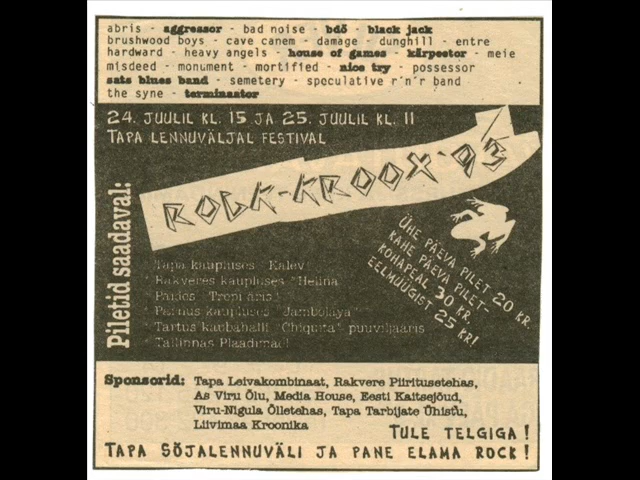 abris - aggressor - bad noise - bdö - black jack
brushwood boys - cave canem - damage - dunghill - entre
hardward - heavy angels - house of games - kärpestor - meie
misdeed - monument - mortified - nice try - possessor
sats blues band - semetery - speculative r'n'r band
the syne - terminaator
24. JUULIL KL. 15 JA 25. JUULIL KL. 11
TAPA LENNUVÄLJAL FESTIVAL
ROCK-KROOX-93
Piletid saadaval:
Tapa kaupluses "Kalev"
Rakveres kaupluses "Helina"
Paides "Tropi äris"
Pärnus kaupluses "Jambolaya"
Tartus kaubahalli "Chiquita" puuviljaäris
Tallinnas Plaadimäel
ÜHE PÄEVA PILET 20 KR.
KAHE PÄEVA PILET-
KOHAPEAL 30 KR.
EELMÜÜGIST 25 KR!
Sponsorid: Tapa Leivakombinaat, Rakvere Piiritusetehas,
As Viru Õlu, Media House, Eesti Kaitsejõud,
Viru-Nigula Õlletehas, Tapa Tarbijate Ühistu,
Liivimaa Kroonika
TULE TELGIGA!
TAPA SÕJALENNUVÄLI JA PANE ELAMA ROCK!